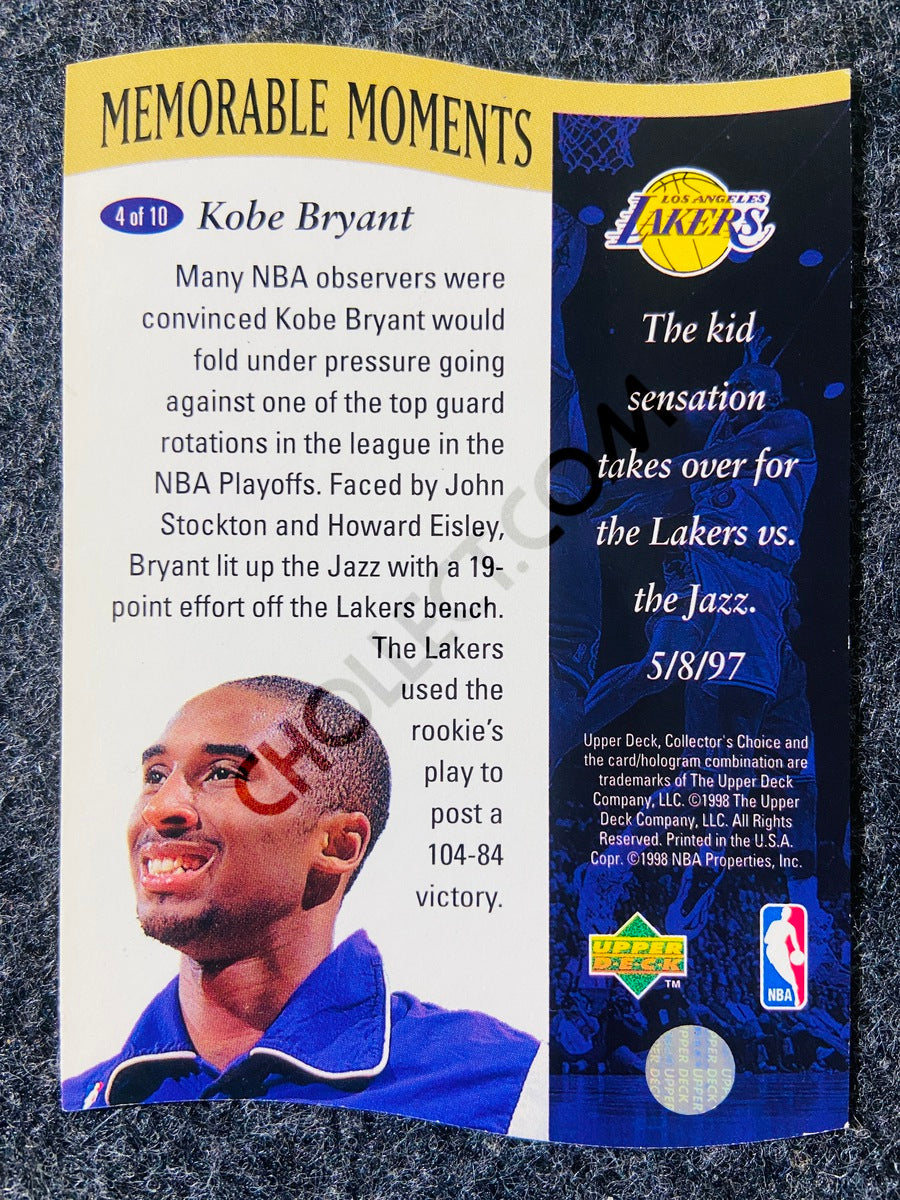 MEMORABLE MOMENTS
4 of 10 Kobe Bryant
Many NBA observers were
convinced Kobe Bryant would
fold under pressure going
against one of the top guard
rotations in the league in the
NBA Playoffs. Faced by John
Stockton and Howard Eisley,
Bryant lit up the Jazz with a 19-
point effort off the Lakers bench.
The Lakers
used the
rookie's
play to
post a
104-84
victory.
LOS ANGELES
LAKERS
The kid
sensation
takes over for
the Lakers vs.
the Jazz.
5/8/97
Upper Deck, Collector's Choice and
the card/hologram combination are
trademarks of The Upper Deck
Company, LLC. ©1998 The Upper
Deck Company, LLC. All Rights
Reserved. Printed in the U.S.A.
Copr. ©1998 NBA Properties, Inc.
UPPER
DECK
TM
NBA
UPPER DECK
UPPER DECK
CHOLLECT.COM